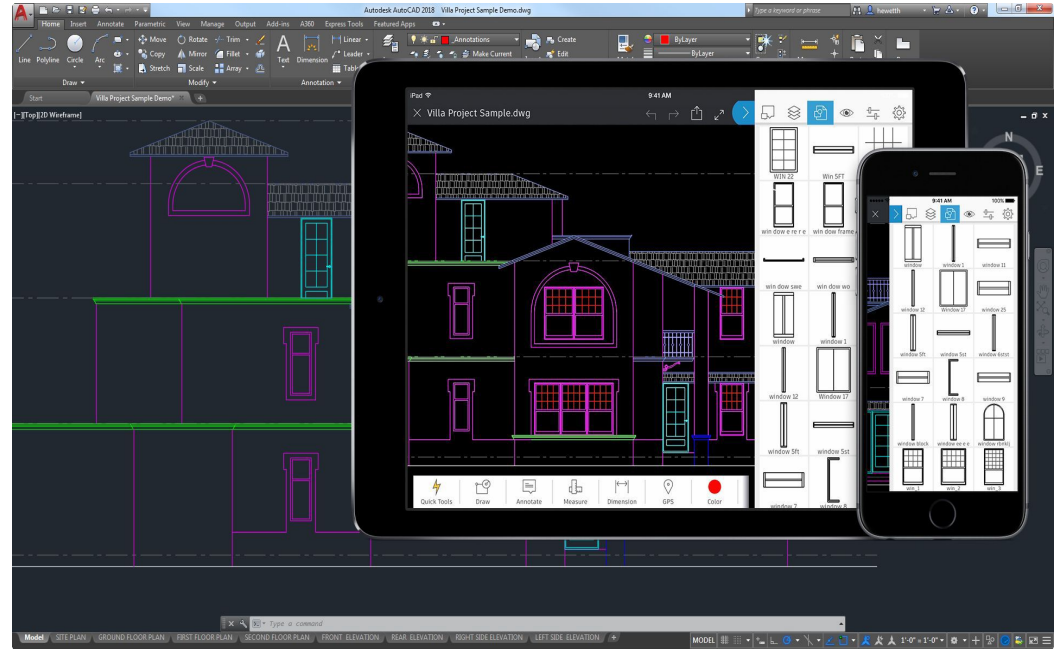 Autodesk AutoCAD 2018 Villa Project Sample Demo.dwg
Type a keyword or phrase
hewetth
Home Insert Annotate Parametric View Manage Output Add-ins A360 Express Tools Featured Apps
Move Rotate Trim
Copy Mirror Fillet
Stretch Scale Array
Line Polyline Circle Arc
Text Dimension
Linear
Leader
Table
_Annotations
Make Current
Create
Edit
ByLayer
ByLayer
Draw
Modify
Annotation
Start
Villa Project Sample Demo*
[−][Top][2D Wireframe]
N
E
iPad
9:41 AM
Villa Project Sample.dwg
WIN 22
Win 5FT
win dow e re r e
win dow frame
win dow swe
win dow wo
window
window 1
window 12
Window 17
window 5ft
window 5st
window 7
window 8
Quick Tools
Draw
Annotate
Measure
Dimension
GPS
Color
9:41 AM
100%
window
window 1
window 11
window 12
Window 17
window 25
window 5ft
window 5st
window 6stst
window 7
window 8
window 9
window block
window ee e e
win_1
win_2
win_3
Type a command
Model SITE PLAN GROUND FLOOR PLAN FIRST FLOOR PLAN SECOND FLOOR PLAN FRONT ELEVATION REAR ELEVATION RIGHT SIDE ELEVATION LEFT SIDE ELEVATION
MODEL
1'-0" = 1'-0"